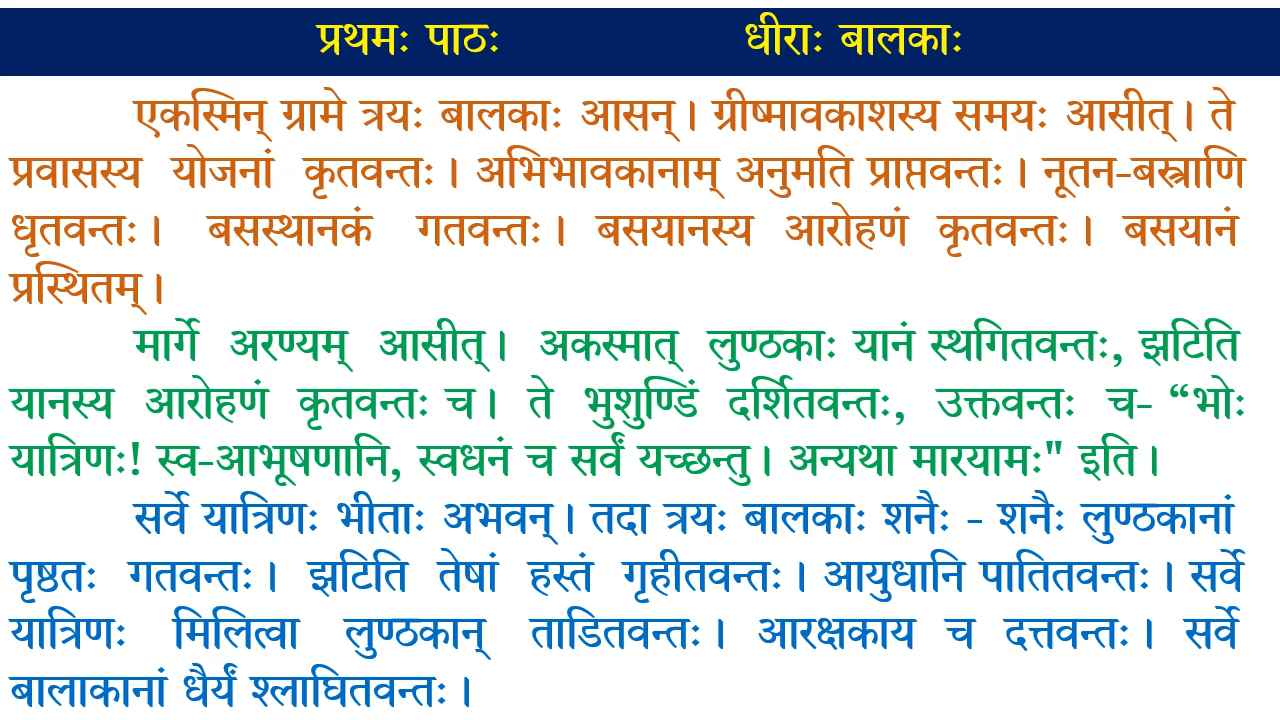 प्रथमः पाठः धीराः बालकाः
एकस्मिन् ग्रामे त्रयः बालकाः आसन्। ग्रीष्मावकाशस्य समयः आसीत्। ते
प्रवासस्य योजनां कृतवन्तः। अभिभावकानाम् अनुमति प्राप्तवन्तः। नूतन-बस्त्राणि
धृतवन्तः। बसस्थानकं गतवन्तः। बसयानस्य आरोहणं कृतवन्तः। बसयानं
प्रस्थितम्।
मार्गे अरण्यम् आसीत्। अकस्मात् लुण्ठकाः यानं स्थगितवन्तः, झटिति
यानस्य आरोहणं कृतवन्तः च। ते भुशुण्डिं दर्शितवन्तः, उक्तवन्तः च- “भोः
यात्रिणः! स्व-आभूषणानि, स्वधनं च सर्वं यच्छन्तु। अन्यथा मारयामः" इति।
सर्वे यात्रिणः भीताः अभवन्। तदा त्रयः बालकाः शनैः - शनैः लुण्ठकानां
पृष्ठतः गतवन्तः। झटिति तेषां हस्तं गृहीतवन्तः। आयुधानि पातितवन्तः। सर्वे
यात्रिणः मिलित्वा लुण्ठकान् ताडितवन्तः। आरक्षकाय च दत्तवन्तः। सर्वे
बालाकानां धैर्यं श्लाघितवन्तः।